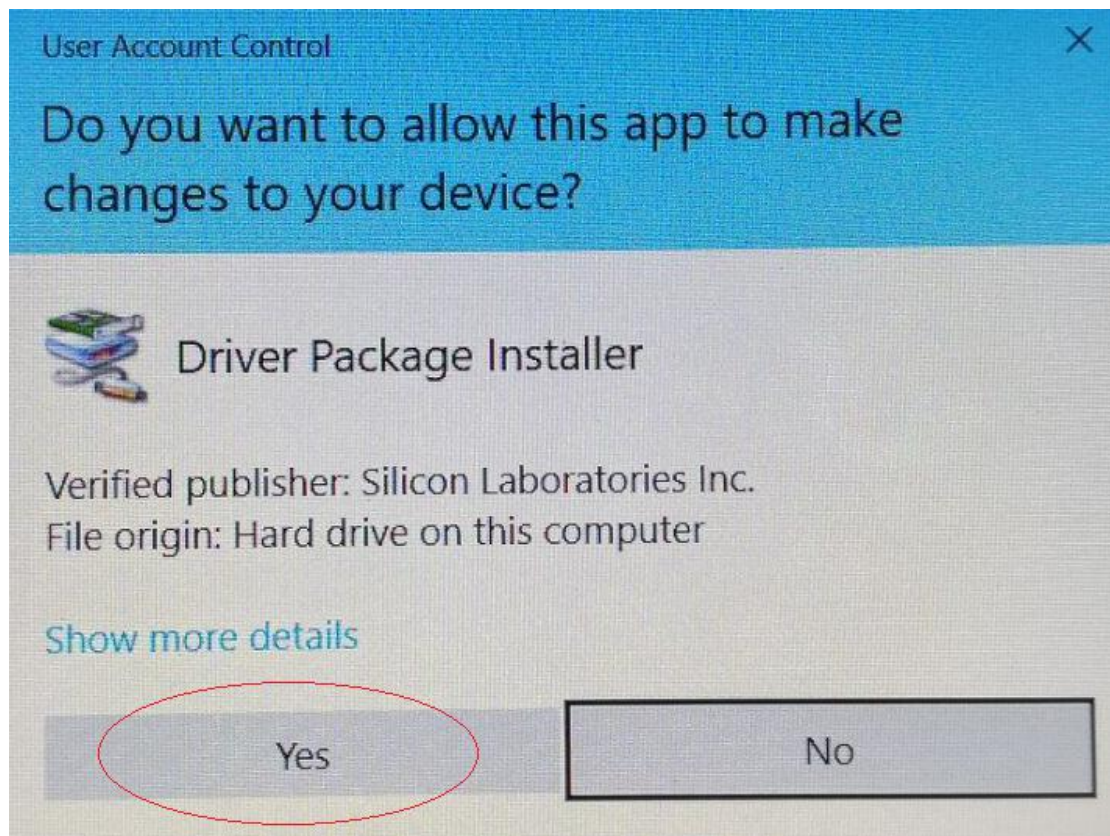 User Account Control
Do you want to allow this app to make
changes to your device?
Driver Package Installer
Verified publisher: Silicon Laboratories Inc.
File origin: Hard drive on this computer
Show more details
Yes
No